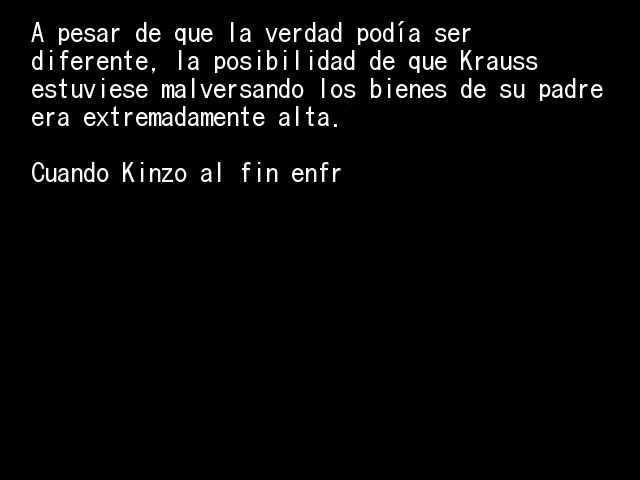 A pesar de que la verdad podía ser
diferente, la posibilidad de que Krauss
estuviese malversando los bienes de su padre
era extremadamente alta.
Cuando Kinzo al fin enfr